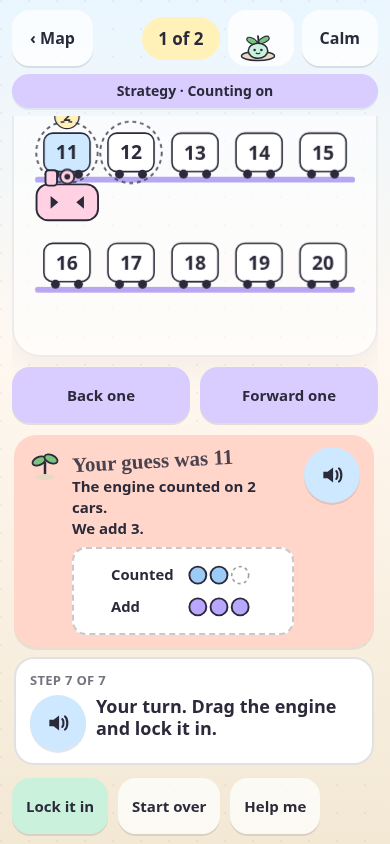 ‹ Map
1 of 2
Calm
Strategy · Counting on
11 12 13 14 15
16 17 18 19 20
Back one
Forward one
Your guess was 11
The engine counted on 2
cars.
We add 3.
Counted
Add
STEP 7 OF 7
Your turn. Drag the engine
and lock it in.
Lock it in
Start over
Help me